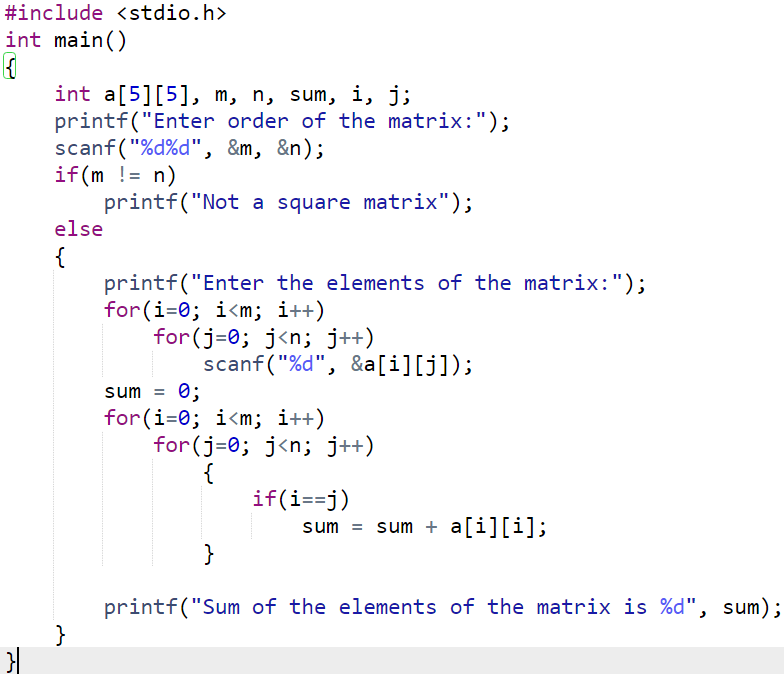 #include <stdio.h>
int main()
{
    int a[5][5], m, n, sum, i, j;
    printf("Enter order of the matrix:");
    scanf("%d%d", &m, &n);
    if(m != n)
        printf("Not a square matrix");
    else
    {
        printf("Enter the elements of the matrix:");
        for(i=0; i<m; i++)
            for(j=0; j<n; j++)
                scanf("%d", &a[i][j]);
        sum = 0;
        for(i=0; i<m; i++)
            for(j=0; j<n; j++)
                {
                    if(i==j)
                        sum = sum + a[i][i];
                }

        printf("Sum of the elements of the matrix is %d", sum);
    }
}